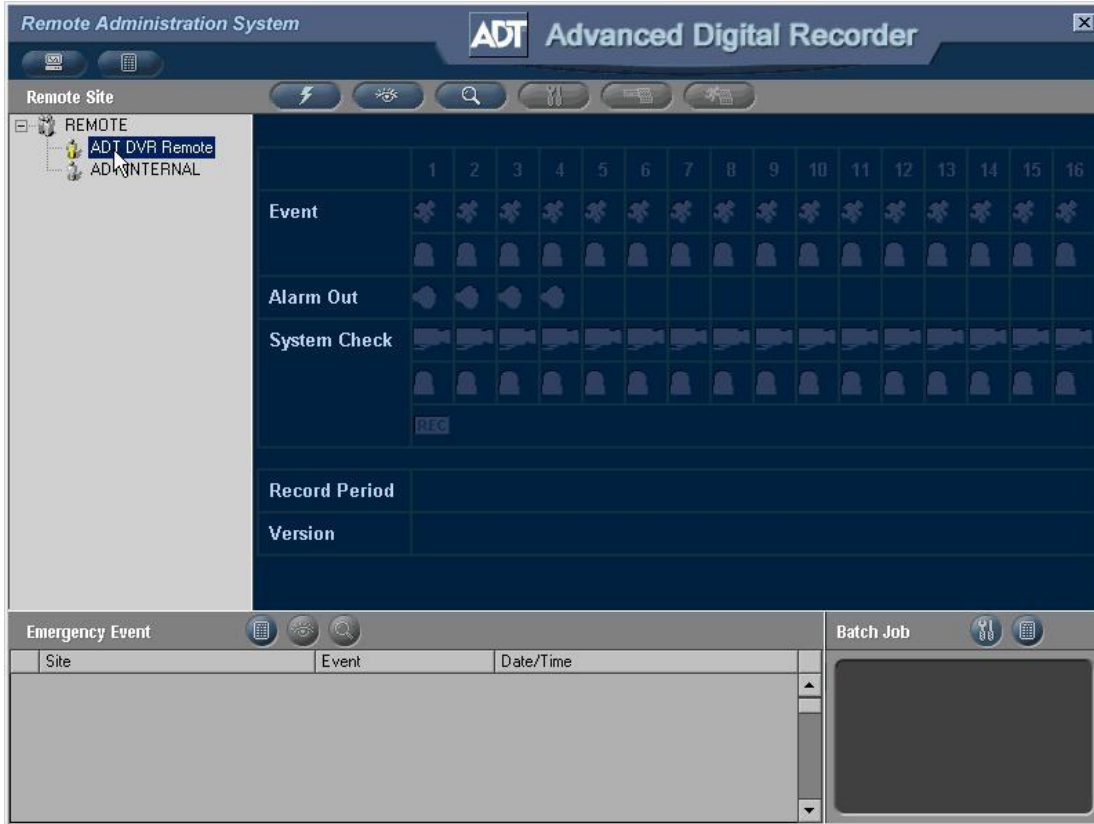 Remote Administration System
ADT Advanced Digital Recorder
Remote Site
REMOTE
ADT DVR Remote
INTERNAL
1 2 3 4 5 6 7 8 9 10 11 12 13 14 15 16
Event
Alarm Out
System Check
REC
Record Period
Version
Emergency Event
Batch Job
Site Event Date/Time